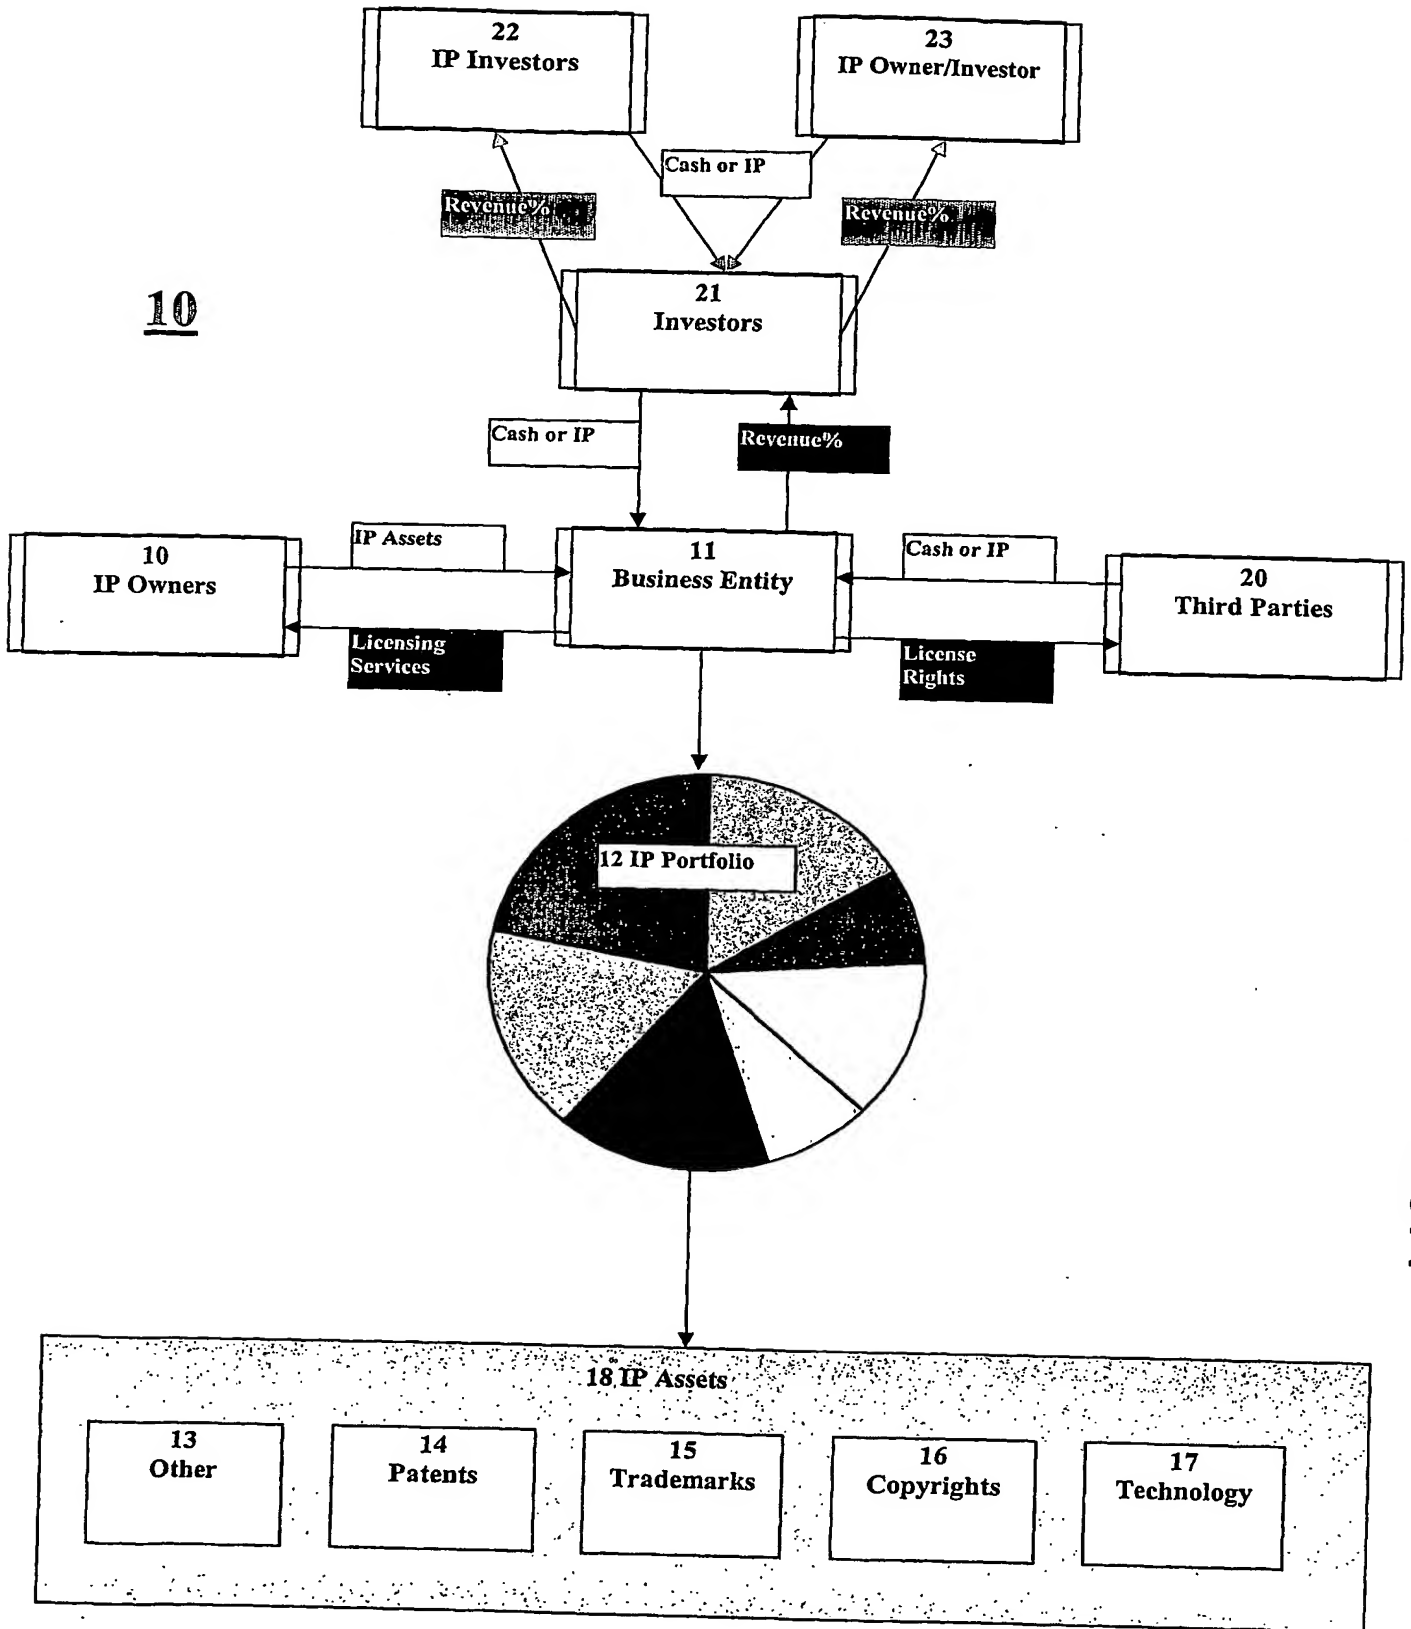 22
IP Investors
23
IP Owner/Investor
Cash or IP
Revenue%
Revenue%
10
21
Investors
Cash or IP
Revenue%
10
IP Owners
IP Assets
Licensing
Services
11
Business Entity
Cash or IP
License
Rights
20
Third Parties
12 IP Portfolio
18 IP Assets
13
Other
14
Patents
15
Trademarks
16
Copyrights
17
Technology